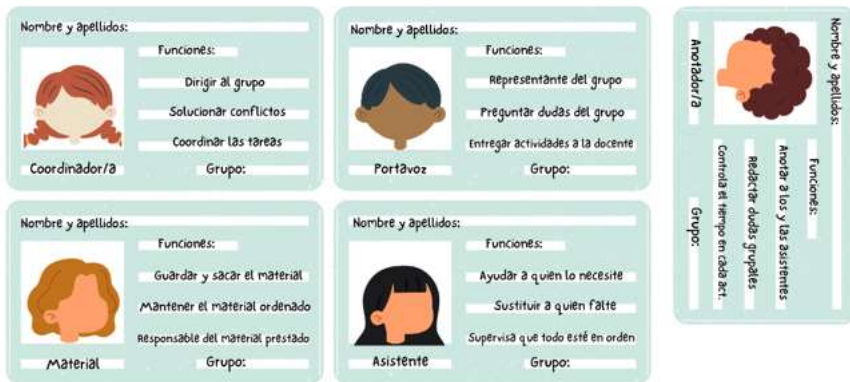 Nombre y apellidos:
Funciones:
Dirigir al grupo
Solucionar conflictos
Coordinar las tareas
Coordinador/a
Grupo:
Nombre y apellidos:
Funciones:
Representante del grupo
Preguntar dudas del grupo
Entregar actividades a la docente
Portavoz
Grupo:
Nombre y apellidos:
Funciones:
Anotar a los y las asistentes
Redactar dudas grupales
Controla el tiempo en cada act.
Anotador/a
Grupo:
Nombre y apellidos:
Funciones:
Guardar y sacar el material
Mantener el material ordenado
Responsable del material prestado
Material
Grupo:
Nombre y apellidos:
Funciones:
Ayudar a quien lo necesite
Sustituir a quien falte
Supervisa que todo esté en orden
Asistente
Grupo: